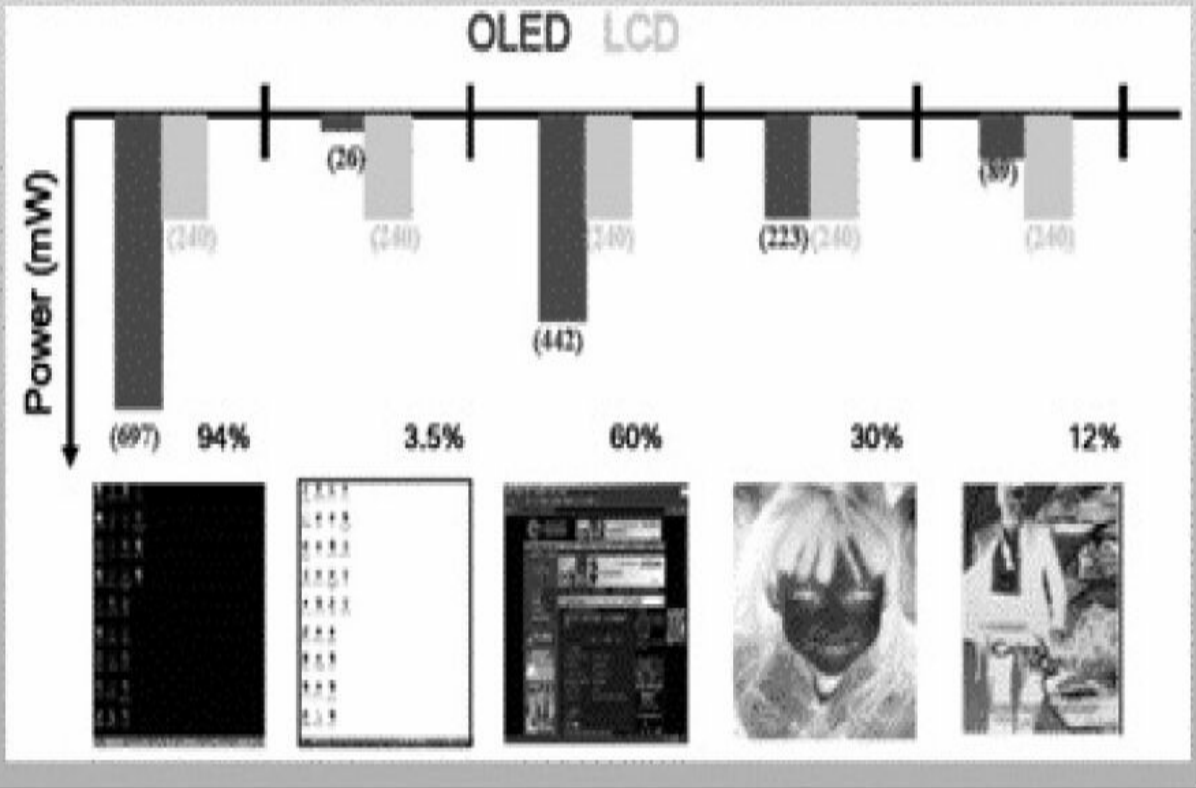 OLED LCD
Power (mW)
(26)
(89)
(240) (240) (240) (223) (240) (240)
(442)
(697) 94% 3.5% 60% 30% 12%